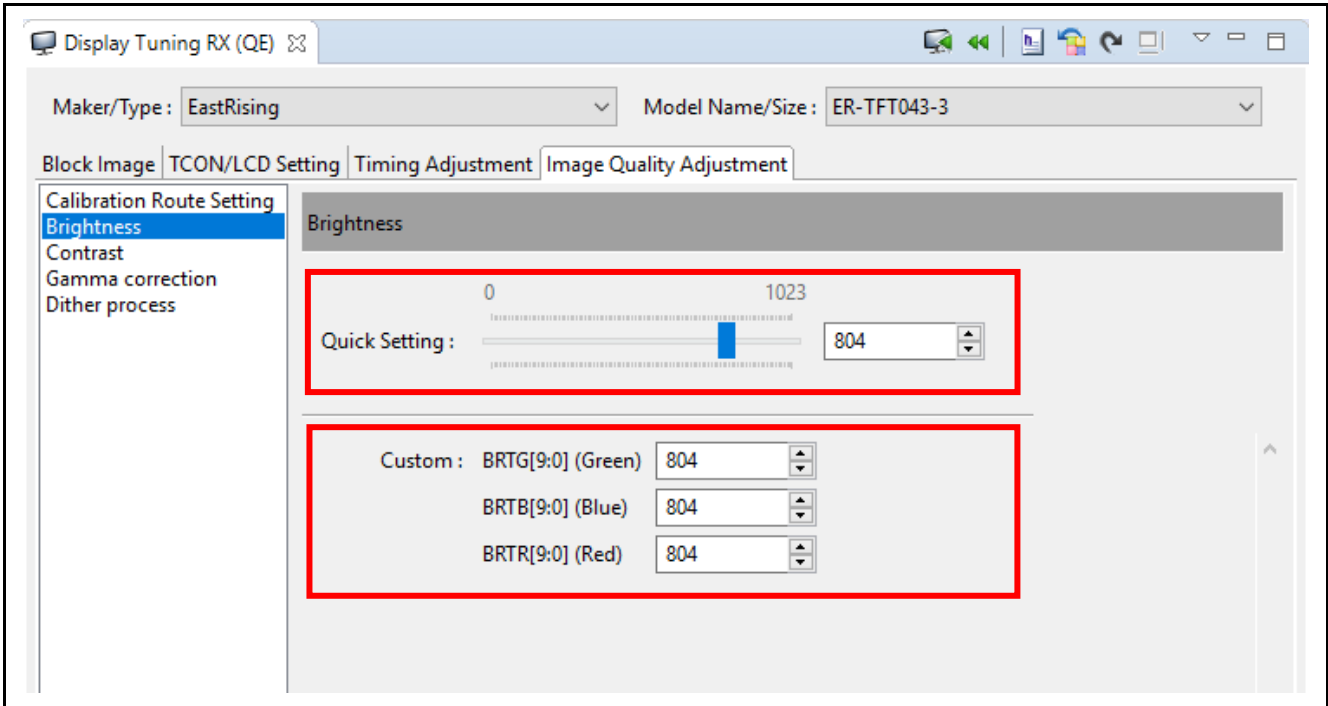 Display Tuning RX (QE)
Maker/Type : EastRising Model Name/Size : ER-TFT043-3
Block Image TCON/LCD Setting Timing Adjustment Image Quality Adjustment
Calibration Route Setting
Brightness
Contrast
Gamma correction
Dither process
Brightness
0 1023
Quick Setting : 804
Custom : BRTG[9:0] (Green) 804
BRTB[9:0] (Blue) 804
BRTR[9:0] (Red) 804